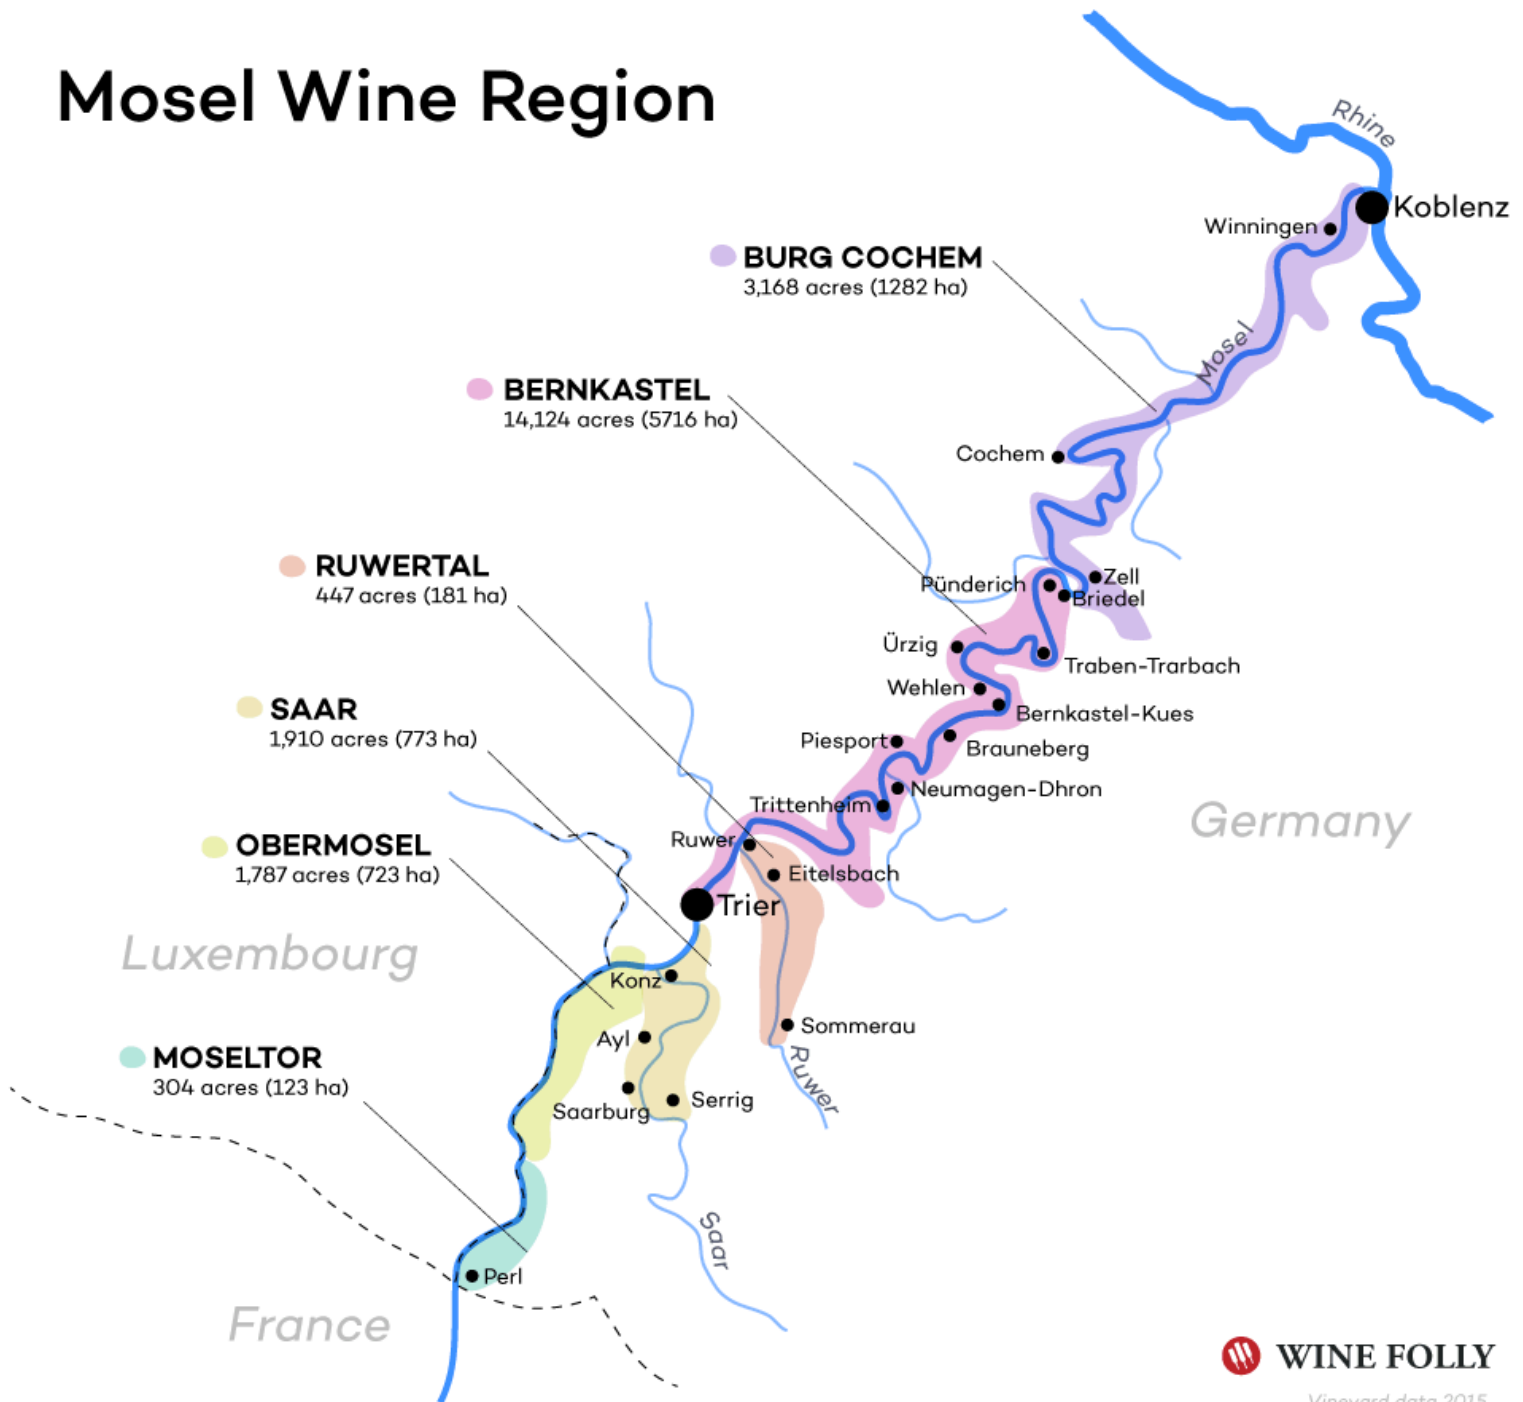 Mosel Wine Region
Rhine
Koblenz
Winningen
BURG COCHEM
3,168 acres (1282 ha)
Mosel
BERNKASTEL
14,124 acres (5716 ha)
Cochem
RUWERTAL
447 acres (181 ha)
Pünderich
Zell
Briedel
Ürzig
Traben-Trarbach
Wehlen
Bernkastel-Kues
SAAR
1,910 acres (773 ha)
Piesport
Brauneberg
Neumagen-Dhron
Trittenheim
Germany
OBERMOSEL
1,787 acres (723 ha)
Ruwer
Eitelsbach
Trier
Luxembourg
Konz
Sommerau
Ayl
MOSELTOR
304 acres (123 ha)
Ruwer
Saarburg
Serrig
Saar
Perl
France
WINE FOLLY
Vineyard data 2015